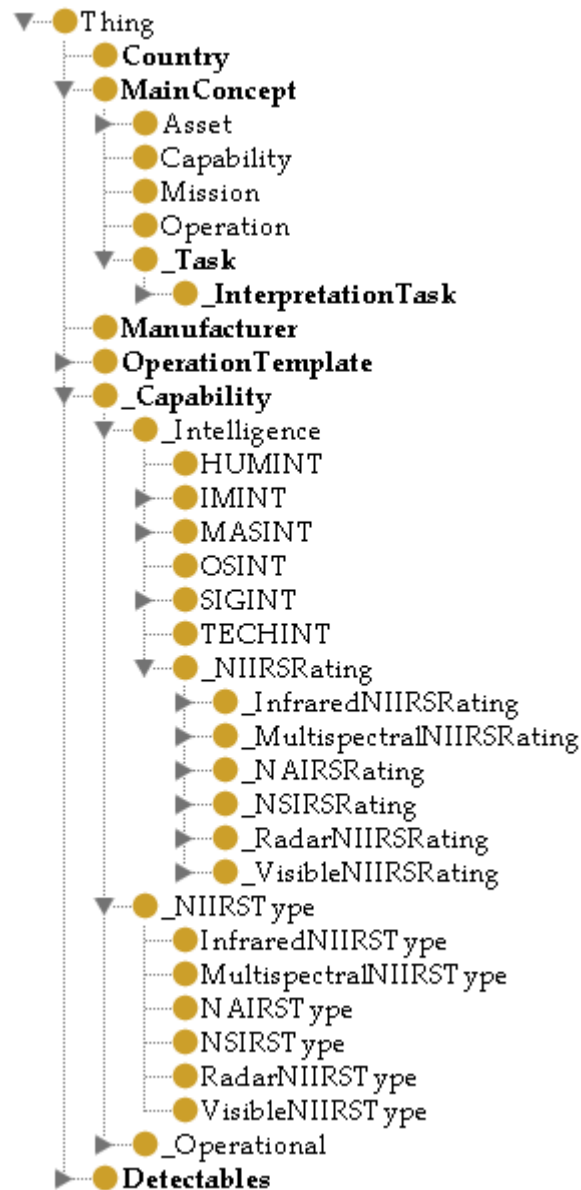 Thing
Country
MainConcept
Asset
Capability
Mission
Operation
_Task
_InterpretationTask
Manufacturer
OperationTemplate
_Capability
_Intelligence
HUMINT
IMINT
MASINT
OSINT
SIGINT
TECHINT
_NIIRSRating
_InfraredNIIRSRating
_MultispectralNIIRSRating
_NAIRSRating
_NSIRSRating
_RadarNIIRSRating
_VisibleNIIRSRating
_NIIRSType
InfraredNIIRSType
MultispectralNIIRSType
NAIRSType
NSIRSType
RadarNIIRSType
VisibleNIIRSType
_Operational
Detectables